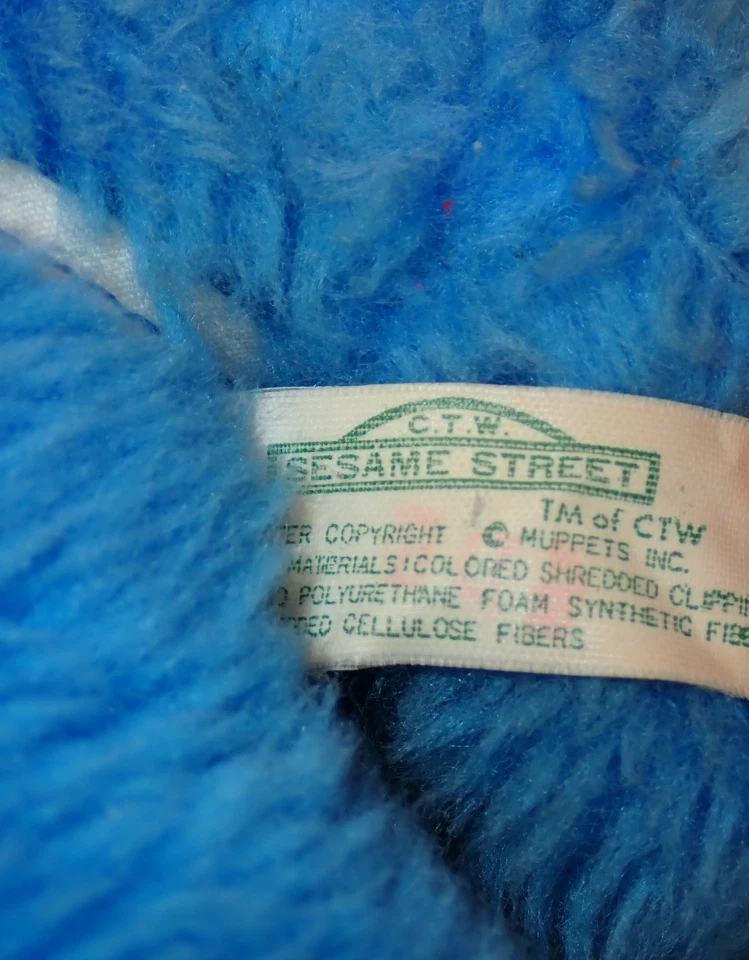 C.T.W.
SESAME STREET
TM of CTW
COPYRIGHT © MUPPETS INC.
MATERIALS: COLORED SHREDDED
POLYURETHANE FOAM SYNTHETIC
CELLULOSE FIBERS